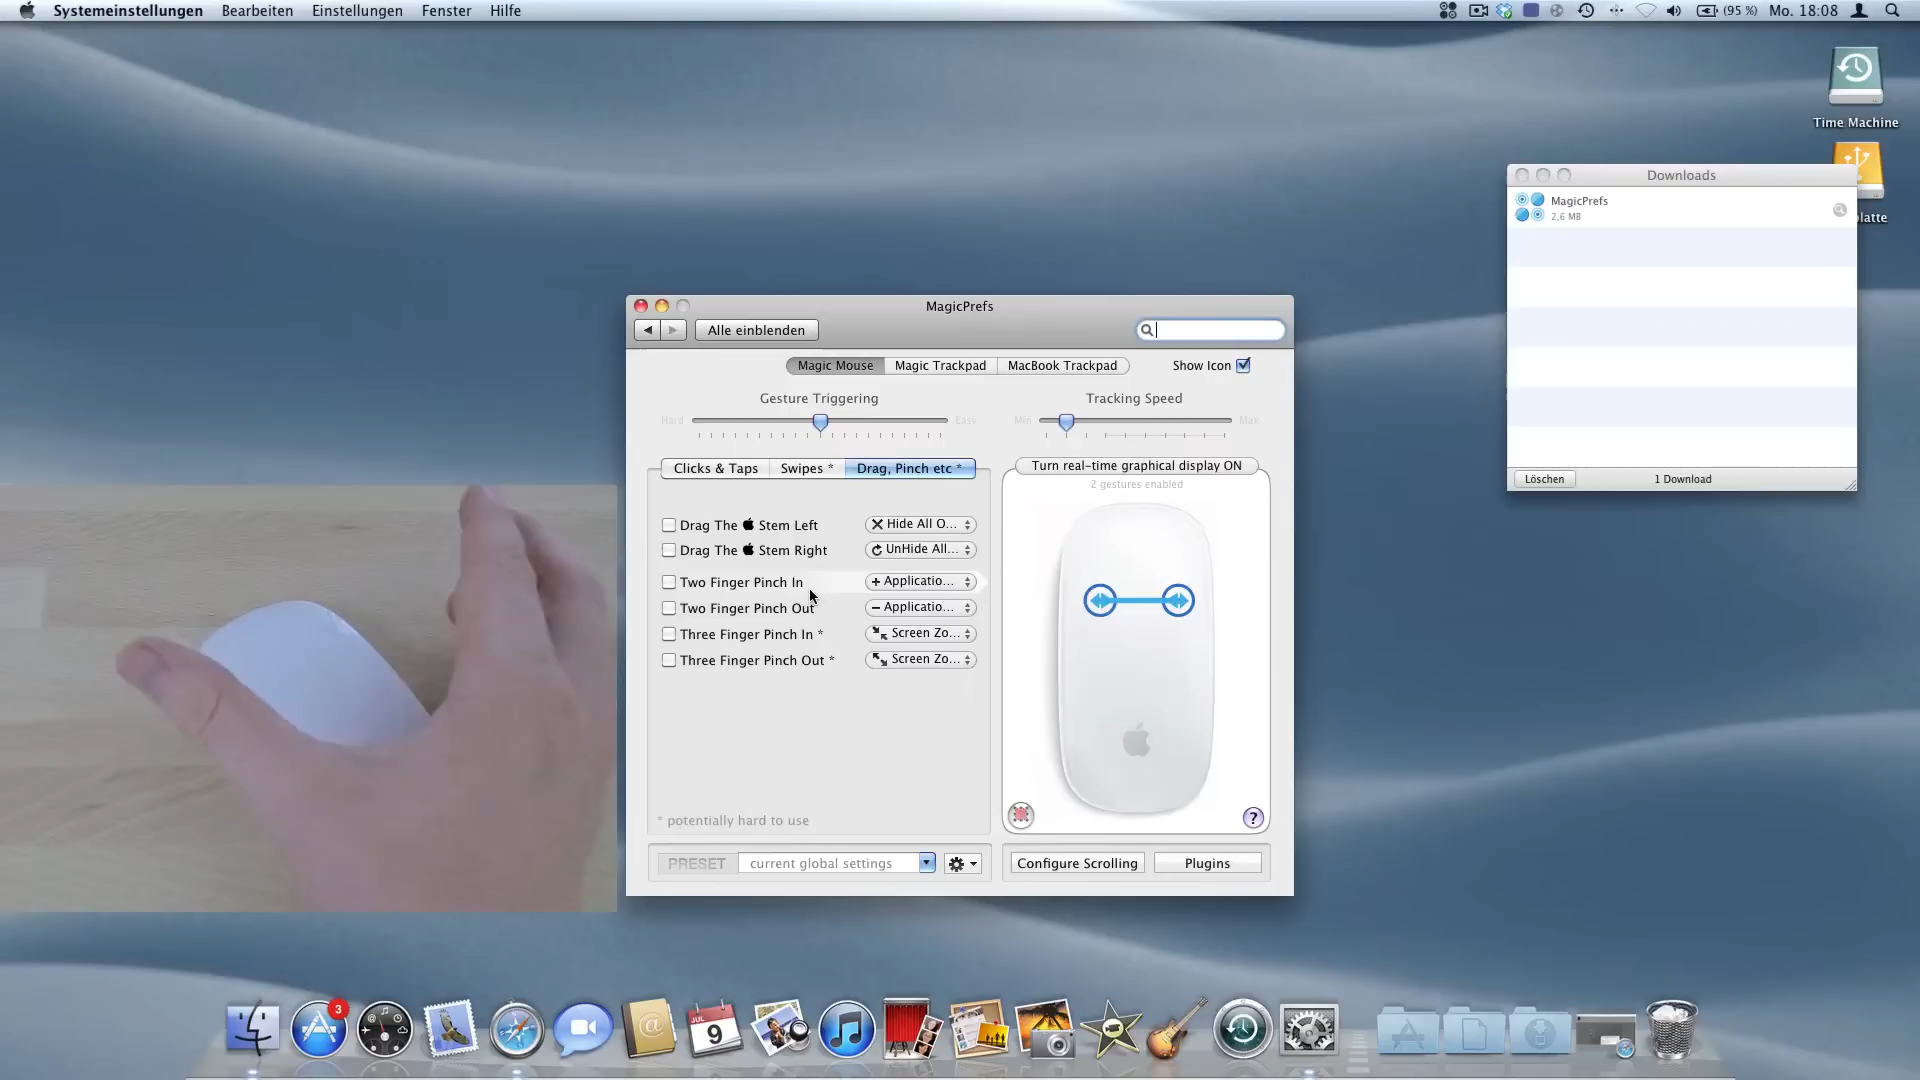 Systemeinstellungen Bearbeiten Einstellungen Fenster Hilfe
(95 %) Mo. 18:08
Time Machine
latte
Downloads
MagicPrefs
2,6 MB
Löschen 1 Download
MagicPrefs
Alle einblenden
Magic Mouse Magic Trackpad MacBook Trackpad Show Icon
Gesture Triggering Tracking Speed
Hard Easy Min Max
Clicks & Taps Swipes * Drag, Pinch etc *
Turn real-time graphical display ON
2 gestures enabled
Drag The Stem Left Hide All O...
Drag The Stem Right UnHide All...
Two Finger Pinch In + Applicatio...
Two Finger Pinch Out − Applicatio...
Three Finger Pinch In * Screen Zo...
Three Finger Pinch Out * Screen Zo...
* potentially hard to use
?
PRESET current global settings
Configure Scrolling Plugins
3
JUL
9